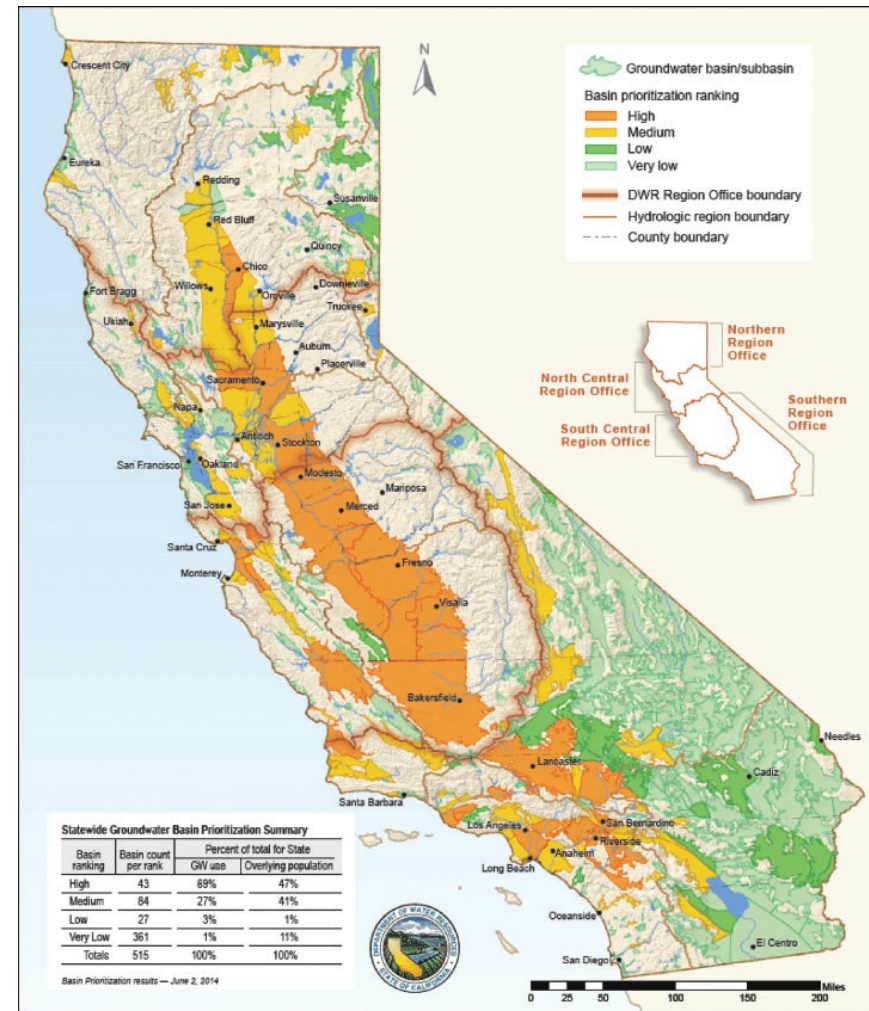 N
Groundwater basin/subbasin
Basin prioritization ranking
High
Medium
Low
Very low
DWR Region Office boundary
Hydrologic region boundary
County boundary
Crescent City
Eureka
Redding
Red Bluff
Susanville
Quincy
Chico
Willows
Oroville
Downieville
Fort Bragg
Ukiah
Truckee
Marysville
Auburn
Placerville
Sacramento
Napa
Antioch
Stockton
San Francisco
Oakland
Modesto
Mariposa
San Jose
Merced
Santa Cruz
Monterey
Fresno
Visalia
Bakersfield
Needles
Lancaster
Cadiz
Santa Barbara
Los Angeles
San Bernardino
Riverside
Anaheim
Long Beach
Oceanside
El Centro
San Diego
Northern
Region
Office
North Central
Region Office
South Central
Region Office
Southern
Region
Office
Statewide Groundwater Basin Prioritization Summary
Basin ranking Basin count per rank Percent of total for State
GW use Overlying population
High 43 69% 47%
Medium 84 27% 41%
Low 27 3% 1%
Very Low 361 1% 11%
Totals 515 100% 100%
Basin Prioritization results — June 2, 2014
DEPARTMENT OF WATER RESOURCES
STATE OF CALIFORNIA
Miles
0 25 50 100 150 200